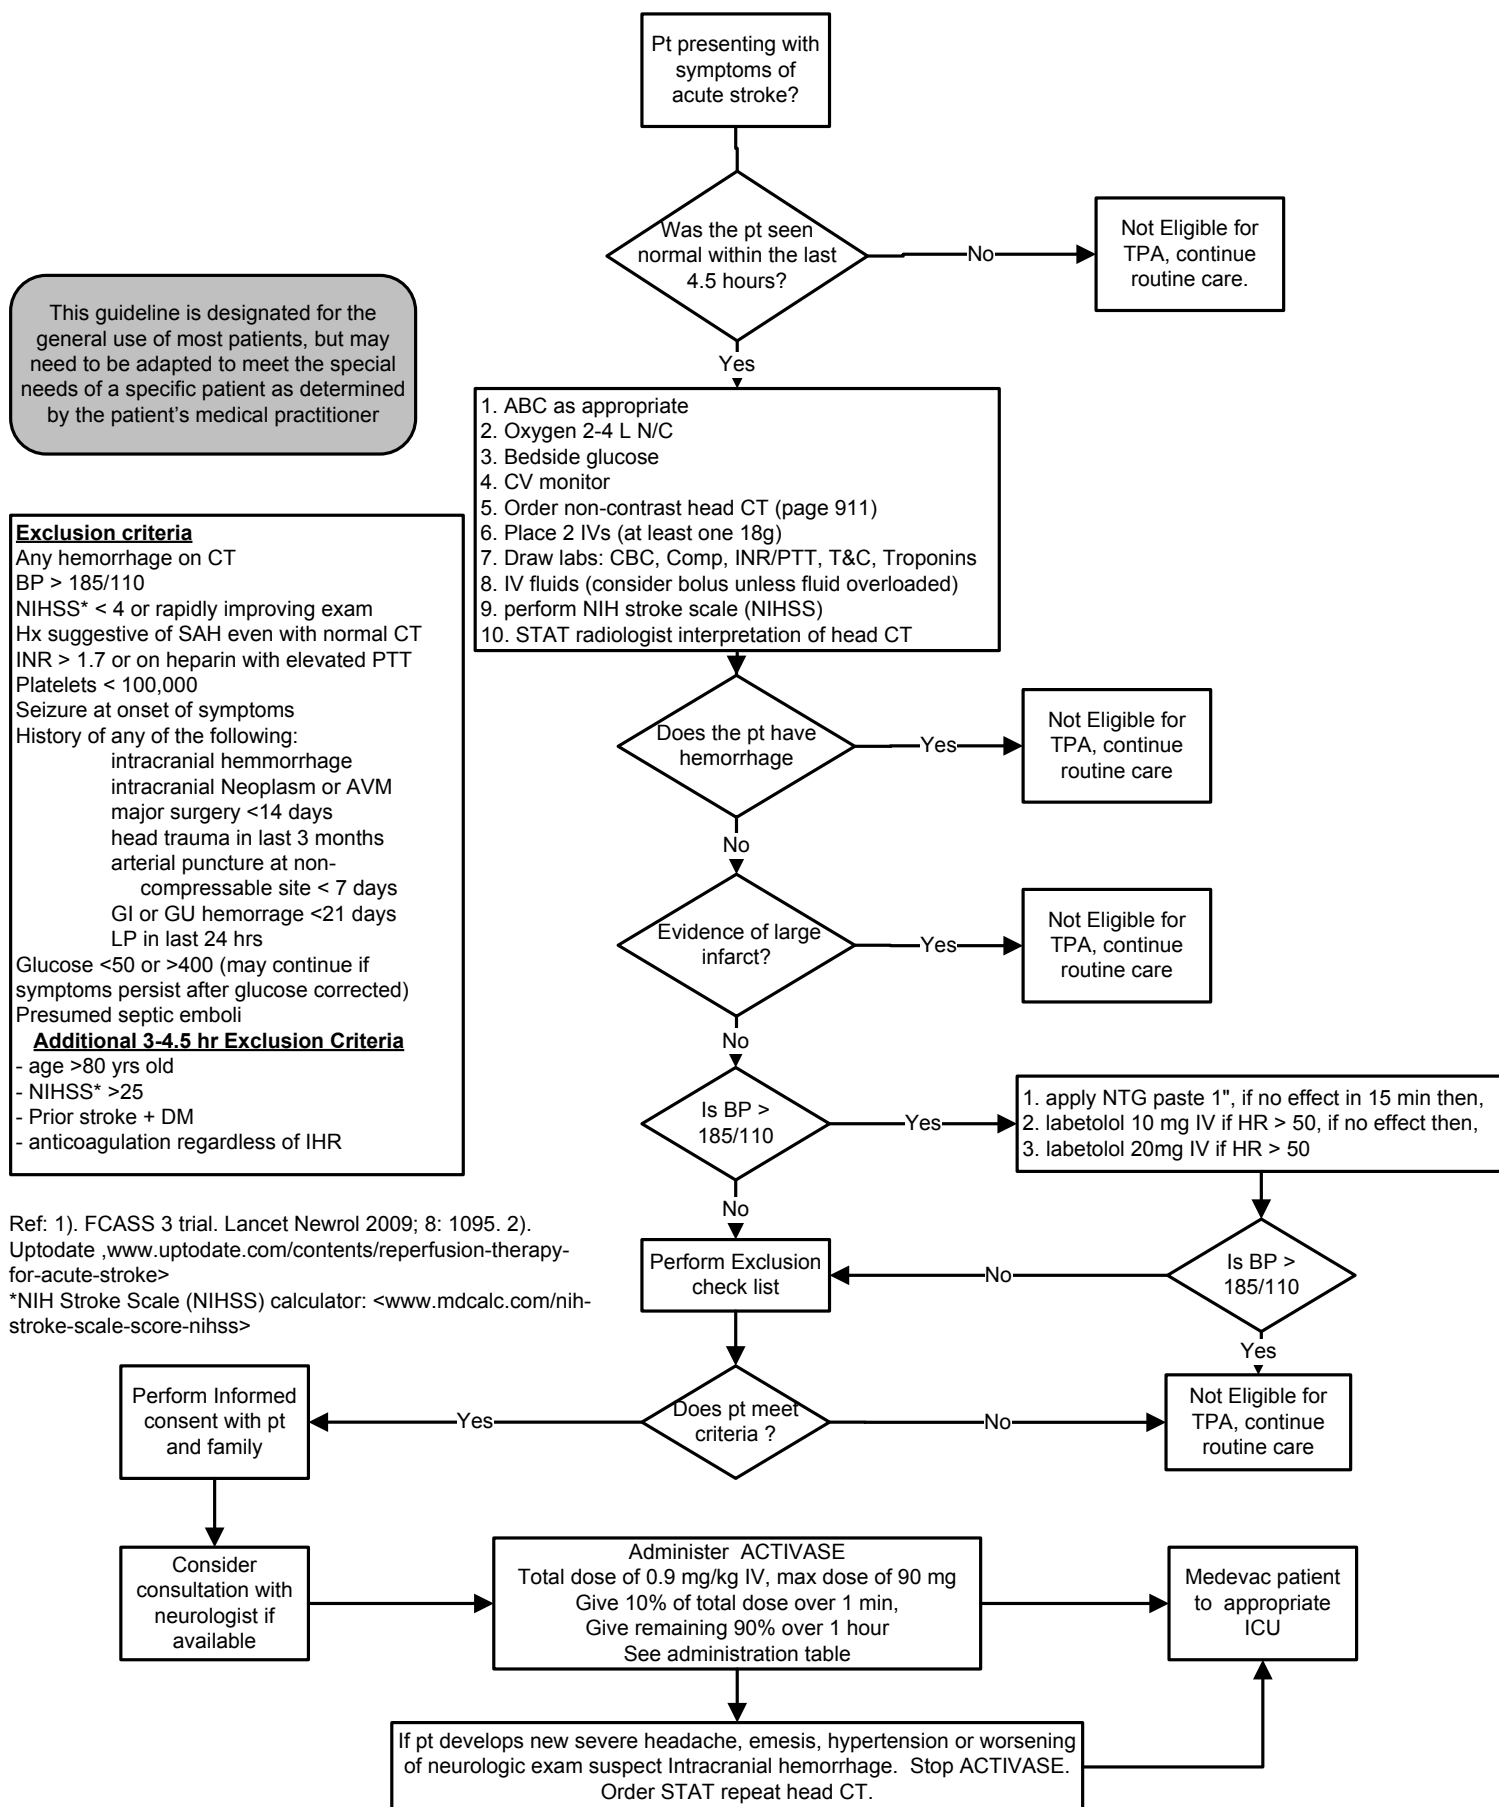 Pt presenting with
symptoms of
acute stroke?
Was the pt seen
normal within the last
4.5 hours?
No
Not Eligible for
TPA, continue
routine care.
This guideline is designated for the
general use of most patients, but may
need to be adapted to meet the special
needs of a specific patient as determined
by the patient's medical practitioner
Yes
1. ABC as appropriate
2. Oxygen 2-4 L N/C
3. Bedside glucose
4. CV monitor
5. Order non-contrast head CT (page 911)
6. Place 2 IVs (at least one 18g)
7. Draw labs: CBC, Comp, INR/PTT, T&C, Troponins
8. IV fluids (consider bolus unless fluid overloaded)
9. perform NIH stroke scale (NIHSS)
10. STAT radiologist interpretation of head CT
Exclusion criteria
Any hemorrhage on CT
BP > 185/110
NIHSS* < 4 or rapidly improving exam
Hx suggestive of SAH even with normal CT
INR > 1.7 or on heparin with elevated PTT
Platelets < 100,000
Seizure at onset of symptoms
History of any of the following:
intracranial hemmorrhage
intracranial Neoplasm or AVM
major surgery <14 days
head trauma in last 3 months
arterial puncture at non-
compressable site < 7 days
GI or GU hemorrage <21 days
LP in last 24 hrs
Glucose <50 or >400 (may continue if
symptoms persist after glucose corrected)
Presumed septic emboli
Additional 3-4.5 hr Exclusion Criteria
- age >80 yrs old
- NIHSS* >25
- Prior stroke + DM
- anticoagulation regardless of IHR
Does the pt have
hemorrhage
Yes
Not Eligible for
TPA, continue
routine care
No
Evidence of large
infarct?
Yes
Not Eligible for
TPA, continue
routine care
No
Is BP >
185/110
Yes
1. apply NTG paste 1", if no effect in 15 min then,
2. labetolol 10 mg IV if HR > 50, if no effect then,
3. labetolol 20mg IV if HR > 50
No
Ref: 1). FCASS 3 trial. Lancet Newrol 2009; 8: 1095. 2).
Uptodate ,www.uptodate.com/contents/reperfusion-therapy-
for-acute-stroke>
*NIH Stroke Scale (NIHSS) calculator: <www.mdcalc.com/nih-
stroke-scale-score-nihss>
Perform Exclusion
check list
No
Is BP >
185/110
Yes
Perform Informed
consent with pt
and family
Yes
Does pt meet
criteria ?
No
Not Eligible for
TPA, continue
routine care
Consider
consultation with
neurologist if
available
Administer ACTIVASE
Total dose of 0.9 mg/kg IV, max dose of 90 mg
Give 10% of total dose over 1 min,
Give remaining 90% over 1 hour
See administration table
Medevac patient
to appropriate
ICU
If pt develops new severe headache, emesis, hypertension or worsening
of neurologic exam suspect Intracranial hemorrhage. Stop ACTIVASE.
Order STAT repeat head CT.